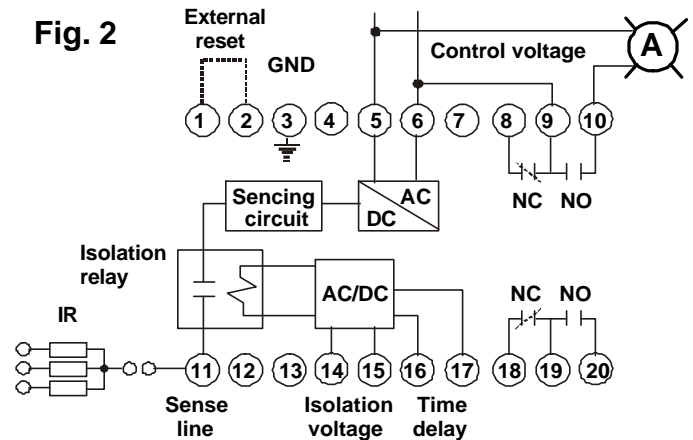 Fig. 2
External
reset
GND
Control voltage
A
1 2 3 4 5 6 7 8 9 10
Sencing
circuit
AC
DC
NC NO
Isolation
relay
AC/DC
IR
NC NO
11 12 13 14 15 16 17 18 19 20
Sense
line
Isolation
voltage
Time
delay